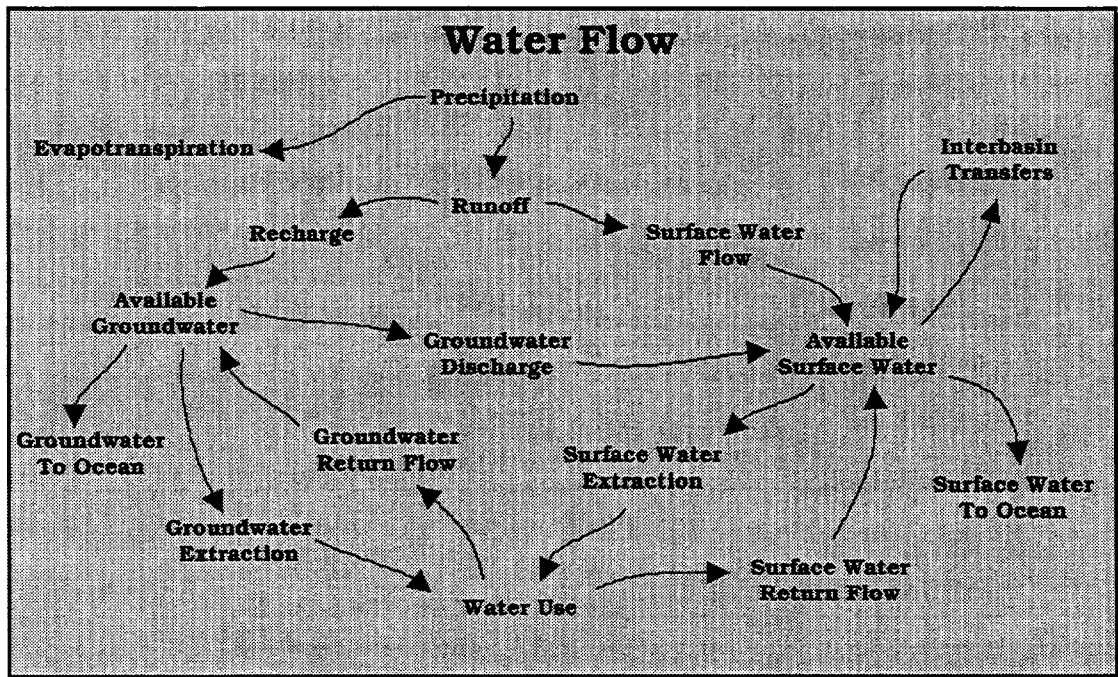 Water Flow
Precipitation
Evapotranspiration
Interbasin
Transfers
Runoff
Recharge
Surface Water
Flow
Available
Groundwater
Groundwater
Discharge
Available
Surface Water
Groundwater
To Ocean
Groundwater
Return Flow
Surface Water
Extraction
Surface Water
To Ocean
Groundwater
Extraction
Surface Water
Return Flow
Water Use